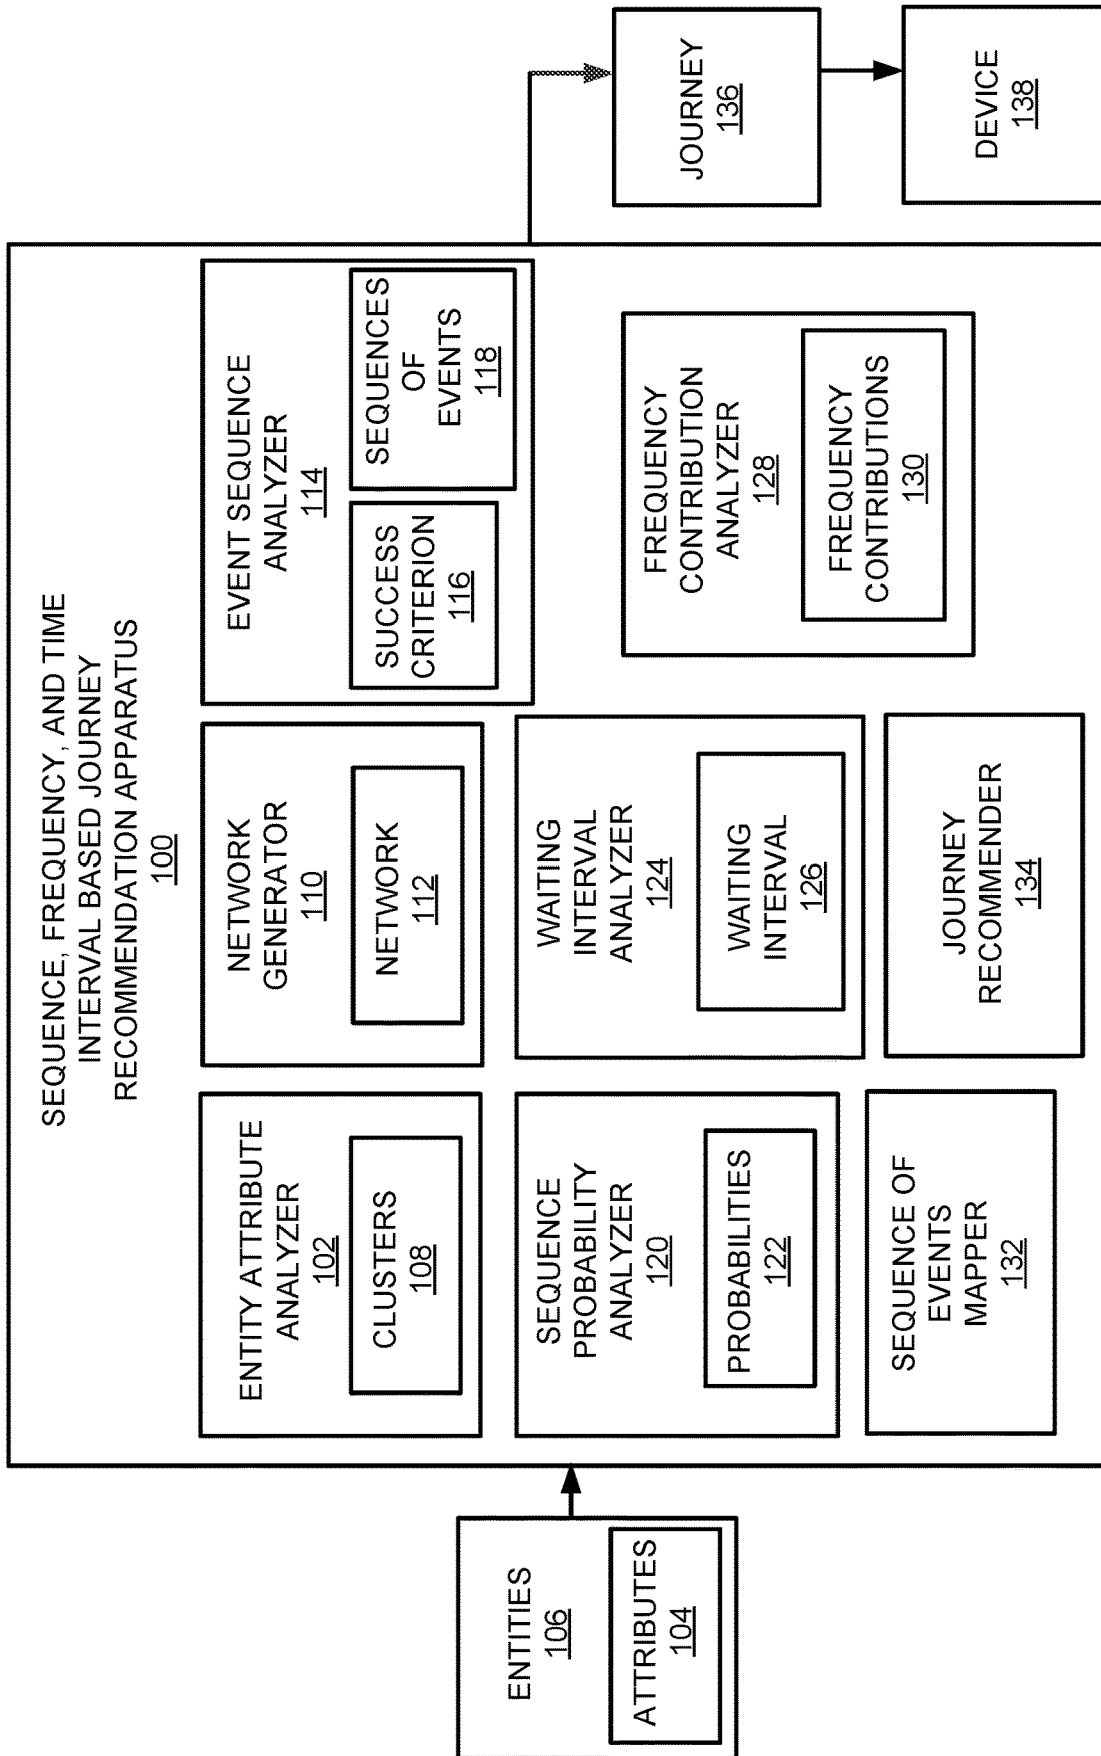 SEQUENCE, FREQUENCY, AND TIME
INTERVAL BASED JOURNEY
RECOMMENDATION APPARATUS
100
ENTITIES
106
ATTRIBUTES
104
ENTITY ATTRIBUTE
ANALYZER
102
CLUSTERS
108
NETWORK
GENERATOR
110
NETWORK
112
EVENT SEQUENCE
ANALYZER
114
SUCCESS
CRITERION
116
SEQUENCES
OF
EVENTS
118
SEQUENCE
PROBABILITY
ANALYZER
120
PROBABILITIES
122
WAITING
INTERVAL
ANALYZER
124
WAITING
INTERVAL
126
FREQUENCY
CONTRIBUTION
ANALYZER
128
FREQUENCY
CONTRIBUTIONS
130
SEQUENCE OF
EVENTS
MAPPER
132
JOURNEY
RECOMMENDER
134
JOURNEY
136
DEVICE
138